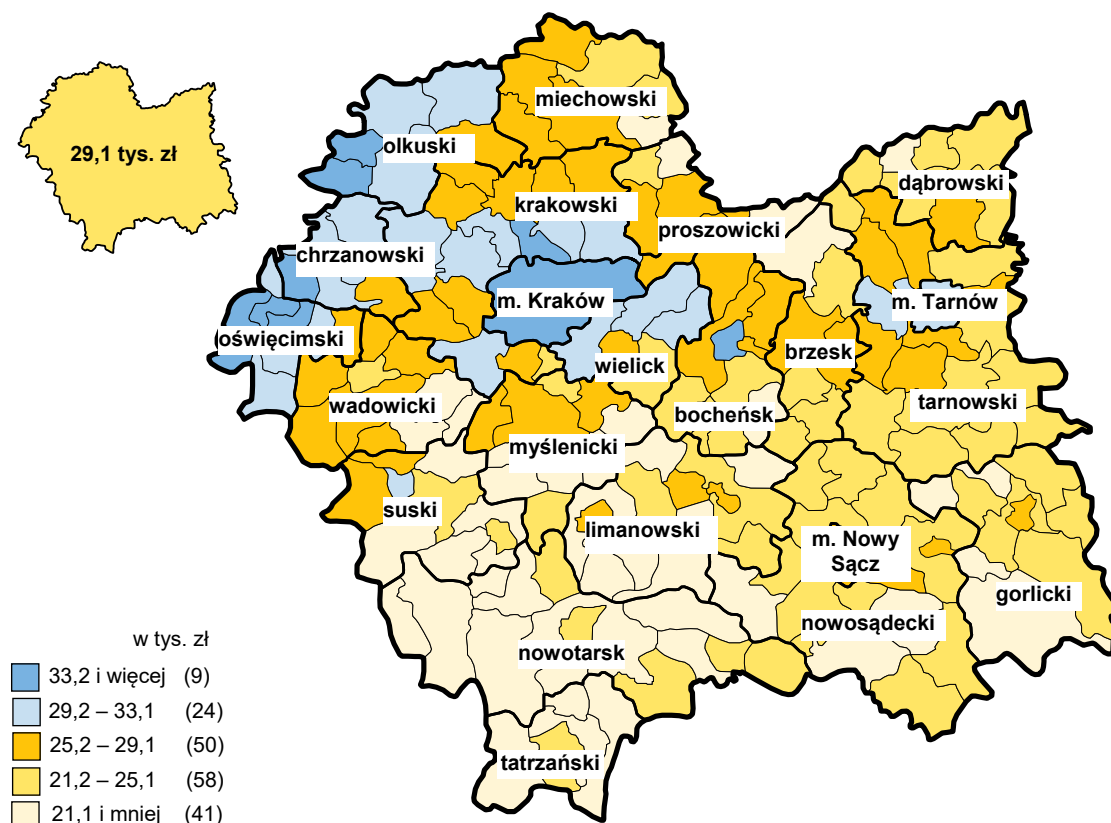 29,1 tys. zł
miechowski
olkuski
dąbrowski
krakowski
proszowicki
chrzanowski
m. Kraków
m. Tarnów
oświęcimski
brzesk
wielick
wadowicki
bocheńsk
tarnowski
myślenicki
suski
limanowski
m. Nowy
Sącz
gorlicki
nowosądecki
nowotarsk
tatrzański
w tys. zł
33,2 i więcej (9)
29,2 – 33,1 (24)
25,2 – 29,1 (50)
21,2 – 25,1 (58)
21,1 i mniej (41)